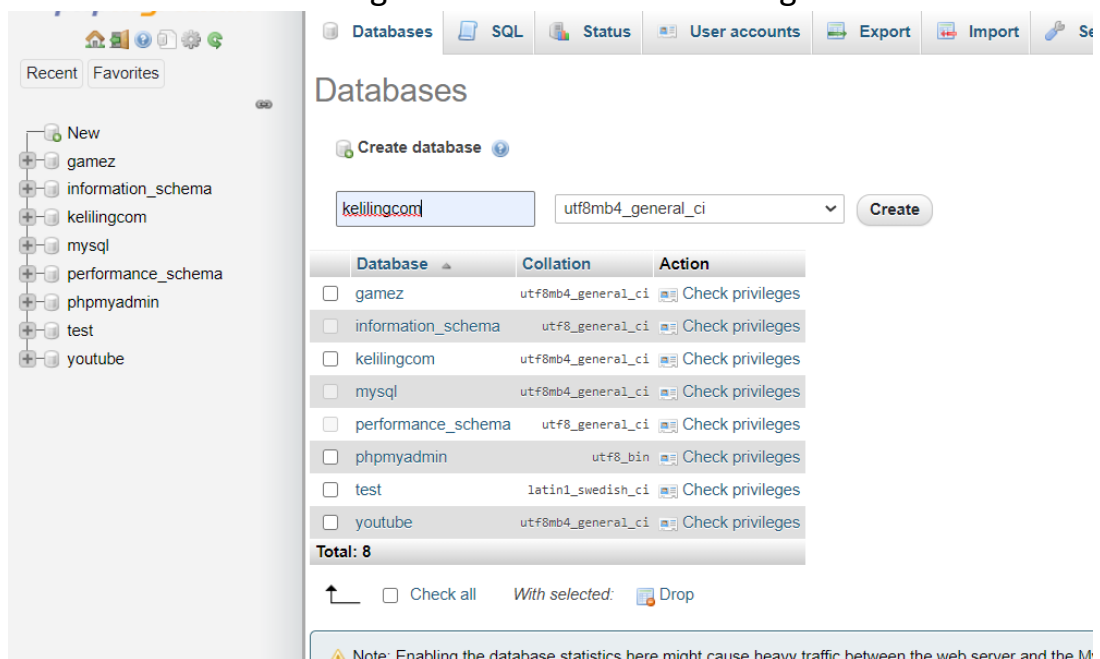 Recent Favorites
New
gamez
information_schema
kelilingcom
mysql
performance_schema
phpmyadmin
test
youtube
Databases SQL Status User accounts Export Import
Databases
Create database
kelilingcom utf8mb4_general_ci Create
Database Collation Action
gamez utf8mb4_general_ci Check privileges
information_schema utf8_general_ci Check privileges
kelilingcom utf8mb4_general_ci Check privileges
mysql utf8mb4_general_ci Check privileges
performance_schema utf8_general_ci Check privileges
phpmyadmin utf8_bin Check privileges
test latin1_swedish_ci Check privileges
youtube utf8mb4_general_ci Check privileges
Total: 8
Check all With selected: Drop
Note: Enabling the database statistics here might cause heavy traffic between the web server and the